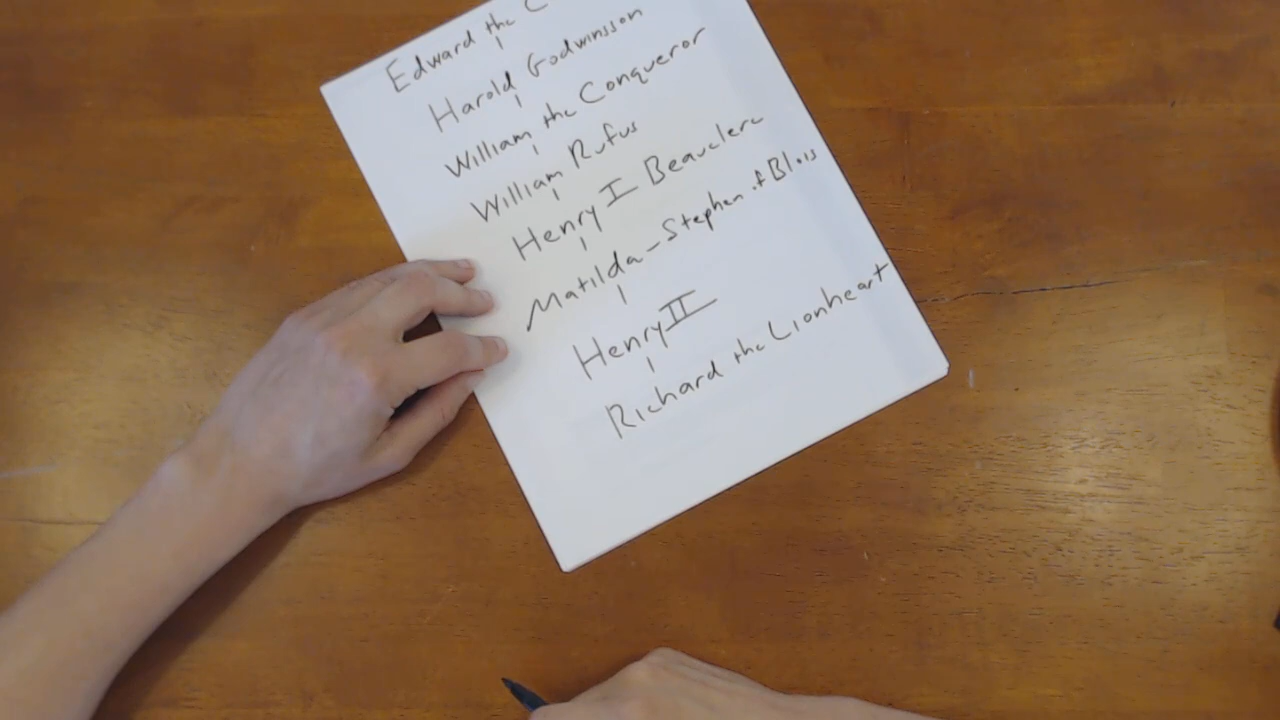 Edward the C
Harold Godwinsson
William the Conqueror
William Rufus
Henry I Beauclerc
Matilda - Stephen of Blois
Henry II
Richard the Lionheart